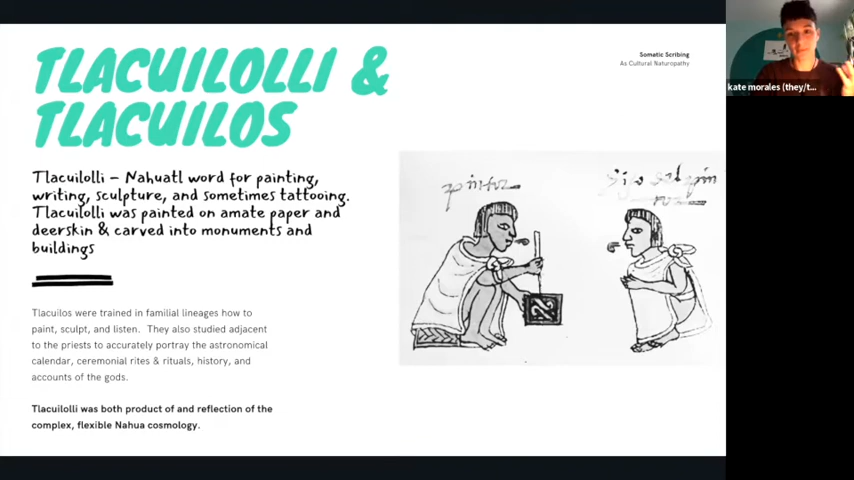 TLACUILOLLI &
TLACUILOS
Somatic Scribing
As Cultural Naturopathy
kate morales (they/t...
Tlacuilolli – Nahuatl word for painting,
writing, sculpture, and sometimes tattooing.
Tlacuilolli was painted on amate paper and
deerskin & carved into monuments and
buildings
pintor
Tlacuilos were trained in familial lineages how to
paint, sculpt, and listen. They also studied adjacent
to the priests to accurately portray the astronomical
calendar, ceremonial rites & rituals, history, and
accounts of the gods.
Tlacuilolli was both product of and reflection of the
complex, flexible Nahua cosmology.